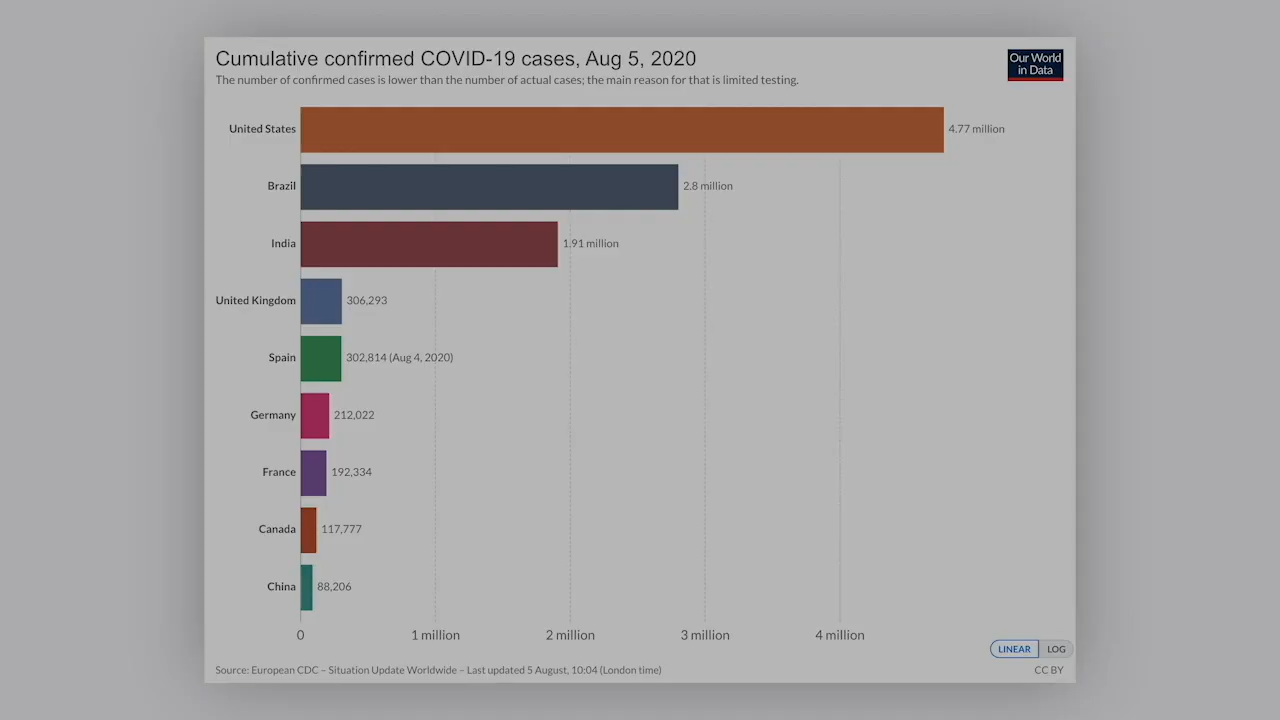 Cumulative confirmed COVID-19 cases, Aug 5, 2020
The number of confirmed cases is lower than the number of actual cases; the main reason for that is limited testing.
Our World
in Data
United States 4.77 million
Brazil 2.8 million
India 1.91 million
United Kingdom 306,293
Spain 302,814 (Aug 4, 2020)
Germany 212,022
France 192,334
Canada 117,777
China 88,206
0 1 million 2 million 3 million 4 million
LINEAR LOG
Source: European CDC – Situation Update Worldwide – Last updated 5 August, 10:04 (London time) CC BY